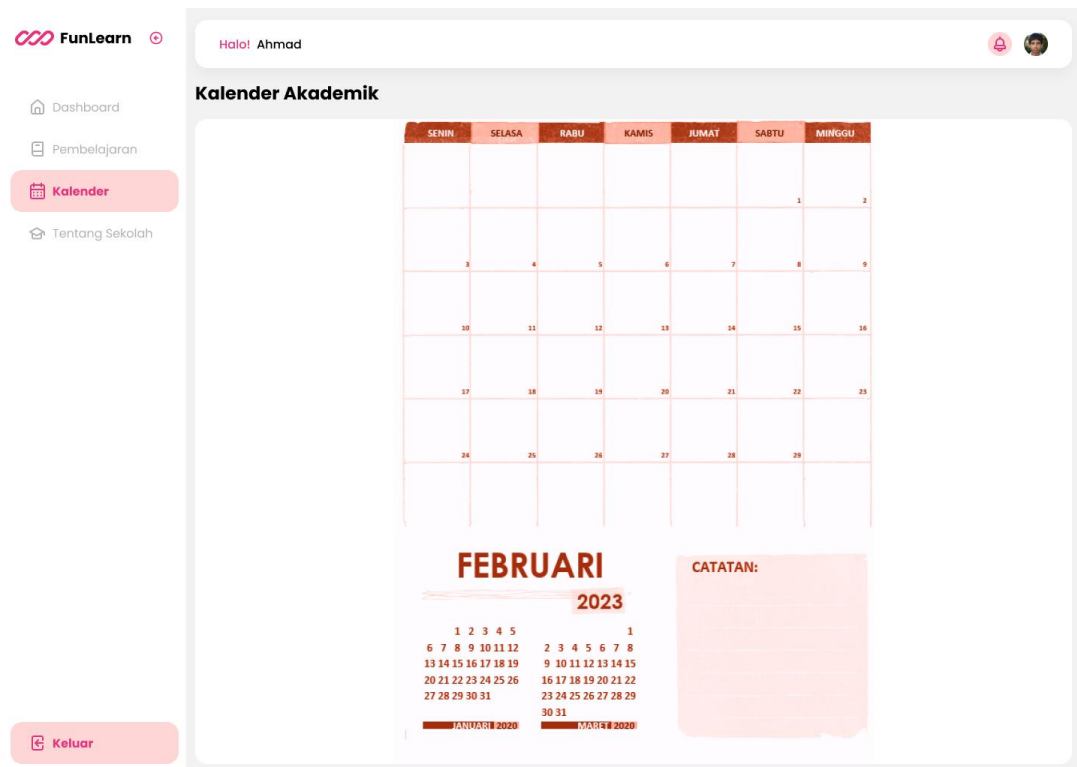 FunLearn
Halo! Ahmad
Dashboard
Pembelajaran
Kalender
Tentang Sekolah
Keluar
Kalender Akademik
SENIN SELASA RABU KAMIS JUMAT SABTU MINGGU
1 2
3 4 5 6 7 8 9
10 11 12 13 14 15 16
17 18 19 20 21 22 23
24 25 26 27 28 29
FEBRUARI
2023
1 2 3 4 5
6 7 8 9 10 11 12
13 14 15 16 17 18 19
20 21 22 23 24 25 26
27 28 29 30 31
JANUARI 2020
1
2 3 4 5 6 7 8
9 10 11 12 13 14 15
16 17 18 19 20 21 22
23 24 25 26 27 28 29
30 31
MARET 2020
CATATAN: